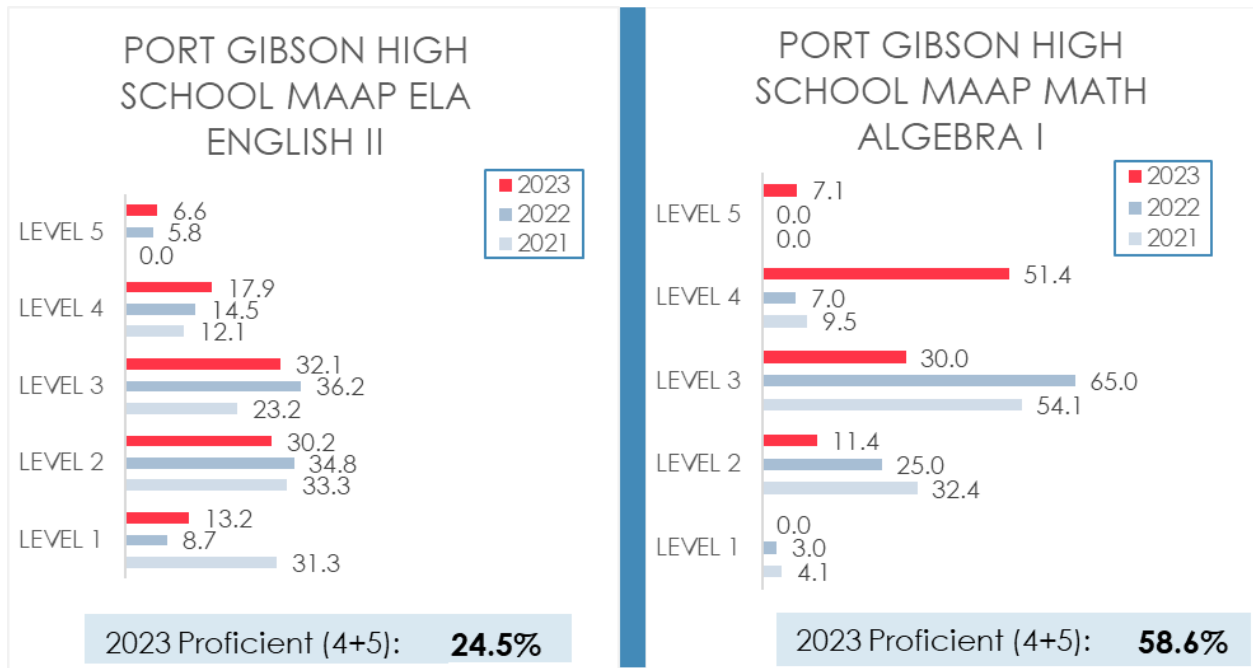 PORT GIBSON HIGH
SCHOOL MAAP ELA
ENGLISH II
2023
2022
2021
LEVEL 5
6.6
5.8
0.0
LEVEL 4
17.9
14.5
12.1
LEVEL 3
32.1
36.2
23.2
LEVEL 2
30.2
34.8
33.3
LEVEL 1
13.2
8.7
31.3
2023 Proficient (4+5): 24.5%
PORT GIBSON HIGH
SCHOOL MAAP MATH
ALGEBRA I
2023
2022
2021
LEVEL 5
7.1
0.0
0.0
LEVEL 4
51.4
7.0
9.5
LEVEL 3
30.0
65.0
54.1
LEVEL 2
11.4
25.0
32.4
LEVEL 1
0.0
3.0
4.1
2023 Proficient (4+5): 58.6%